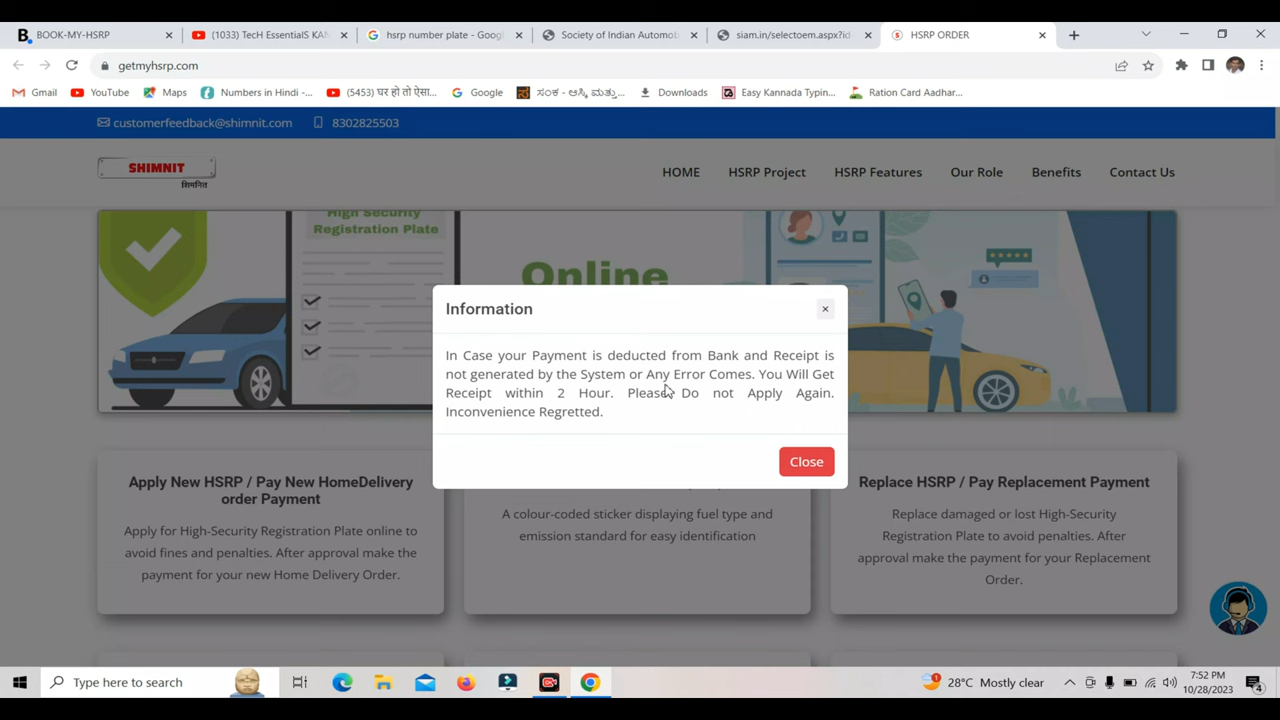 BOOK-MY-HSRP
(1033) TecH EssentialS KAN
hsrp number plate - Google
Society of Indian Automob
siam.in/selectoem.aspx?id=
HSRP ORDER
getmyhsrp.com
Gmail
YouTube
Maps
Numbers in Hindi -...
(5453) घर हो तो ऐसा...
Google
ಸಂಕ - ಆಸ್ಕಿ ಮತ್ತು...
Downloads
Easy Kannada Typin...
Ration Card Aadhar...
customerfeedback@shimnit.com
8302825503
SHIMNIT
शिमनित
HOME
HSRP Project
HSRP Features
Our Role
Benefits
Contact Us
High Security
Registration Plate
Online
Information
In Case your Payment is deducted from Bank and Receipt is
not generated by the System or Any Error Comes. You Will Get
Receipt within 2 Hour. Please Do not Apply Again.
Inconvenience Regretted.
Close
Apply New HSRP / Pay New HomeDelivery
order Payment
Apply for High-Security Registration Plate online to
avoid fines and penalties. After approval make the
payment for your new Home Delivery Order.
A colour-coded sticker displaying fuel type and
emission standard for easy identification
Replace HSRP / Pay Replacement Payment
Replace damaged or lost High-Security
Registration Plate to avoid penalties. After
approval make the payment for your Replacement
Order.
Type here to search
28°C Mostly clear
7:52 PM
10/28/2023
4